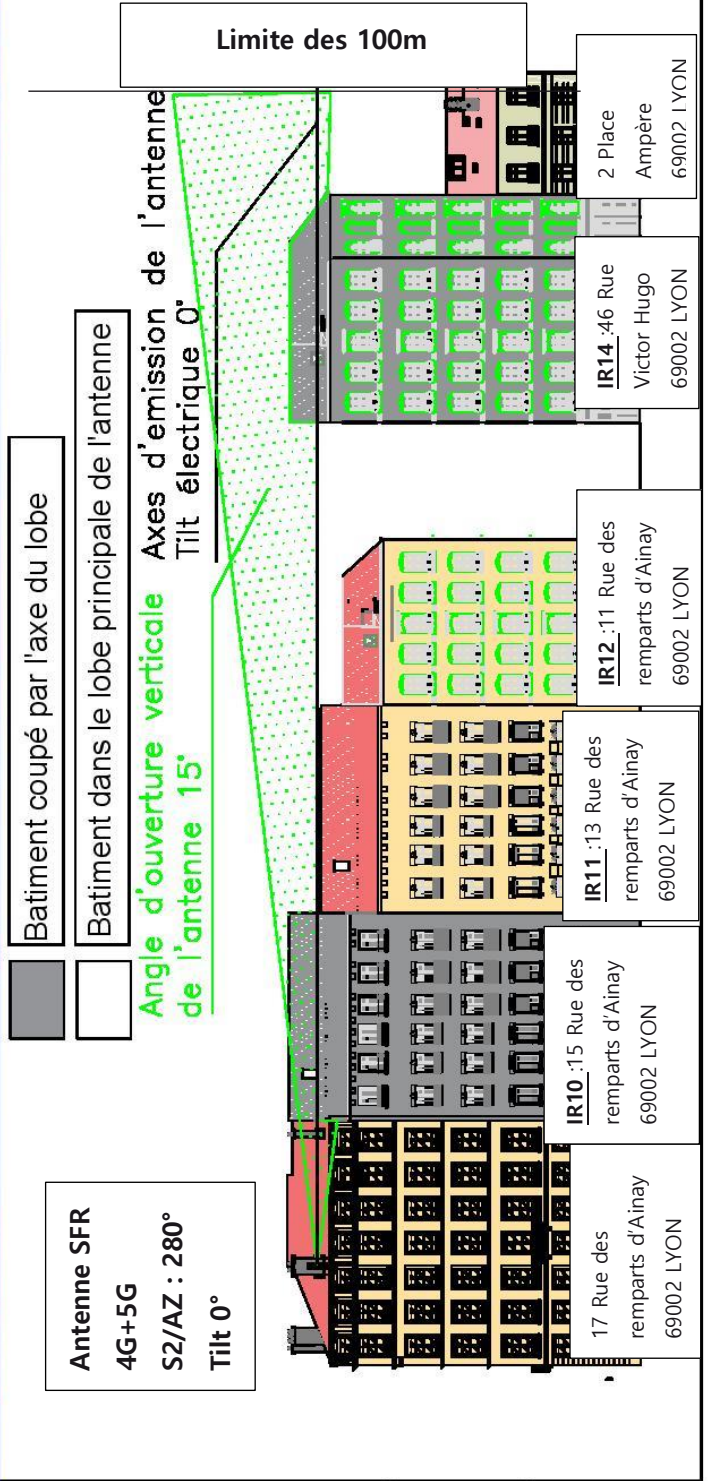 Limite des 100m
Batiment coupé par l'axe du lobe
Batiment dans le lobe principale de l'antenne
Angle d'ouverture verticale
de l'antenne 15°
Axes d'emission de l'antenne
Tilt électrique 0°
Antenne SFR
4G+5G
S2/AZ : 280°
Tilt 0°
17 Rue des
remparts d'Ainay
69002 LYON
IR10 :15 Rue des
remparts d'Ainay
69002 LYON
IR11 :13 Rue des
remparts d'Ainay
69002 LYON
IR12 :11 Rue des
remparts d'Ainay
69002 LYON
IR14 :46 Rue
Victor Hugo
69002 LYON
2 Place
Ampère
69002 LYON